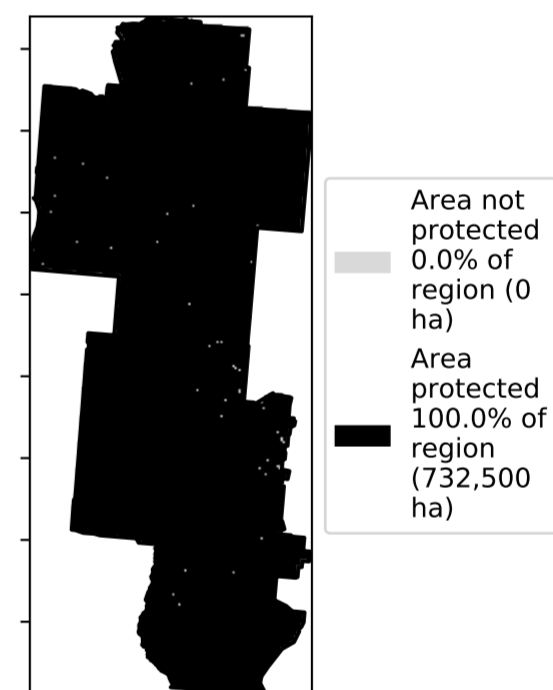 Area not
protected
0.0% of
region (0
ha)
Area
protected
100.0% of
region
(732,500
ha)